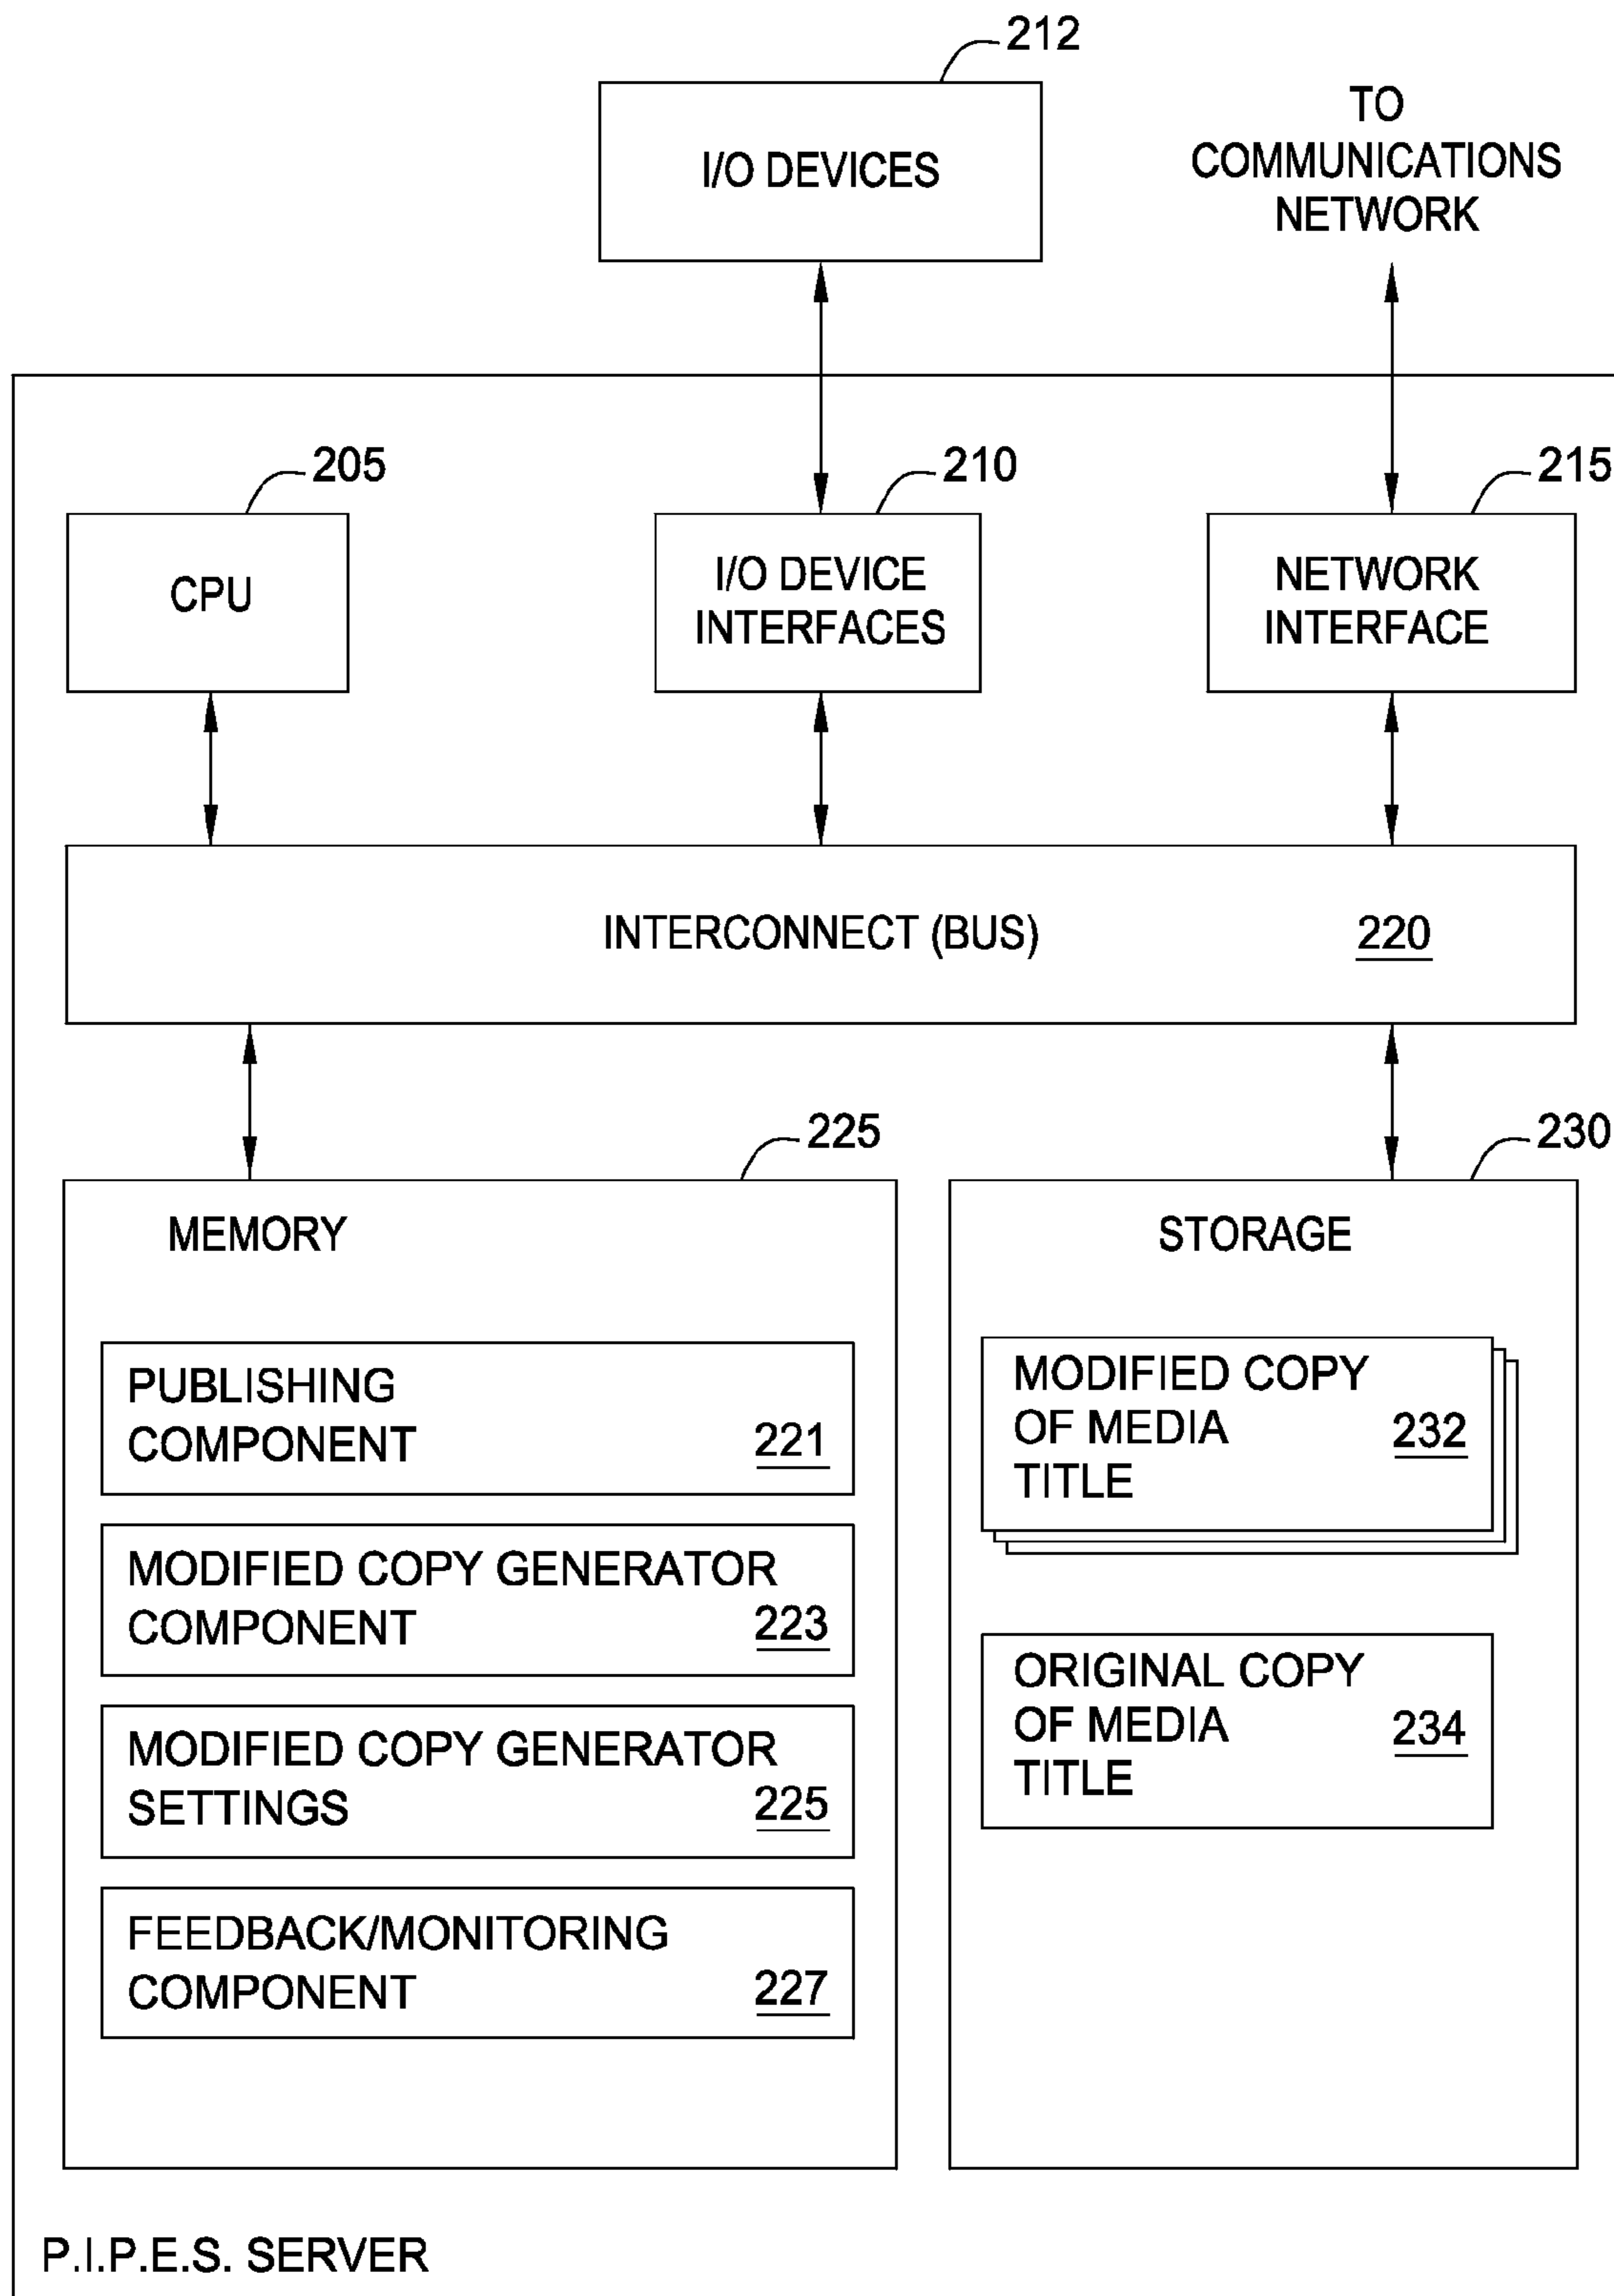 212
I/O DEVICES
TO
COMMUNICATIONS
NETWORK
205
210
215
CPU
I/O DEVICE
INTERFACES
NETWORK
INTERFACE
INTERCONNECT (BUS) 220
225
230
MEMORY
PUBLISHING
COMPONENT 221
MODIFIED COPY GENERATOR
COMPONENT 223
MODIFIED COPY GENERATOR
SETTINGS 225
FEEDBACK/MONITORING
COMPONENT 227
STORAGE
MODIFIED COPY
OF MEDIA 232
TITLE
ORIGINAL COPY
OF MEDIA 234
TITLE
P.I.P.E.S. SERVER